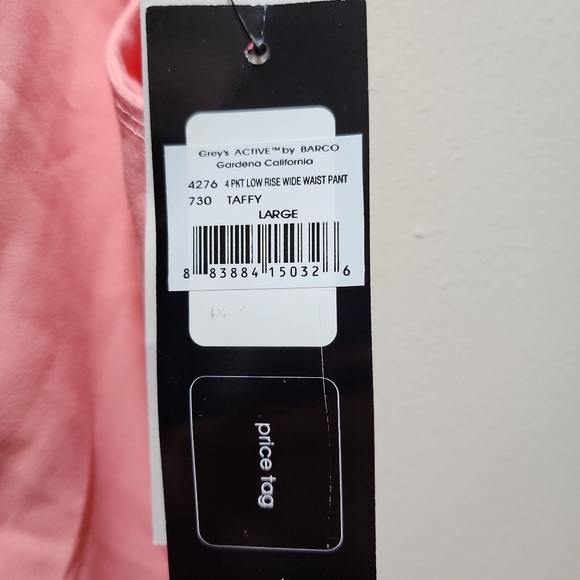 Grey's ACTIVE™ by BARCO
Gardena California
4276 4 PKT LOW RISE WIDE WAIST PANT
730 TAFFY
LARGE
8 83884 15032 6
price tag